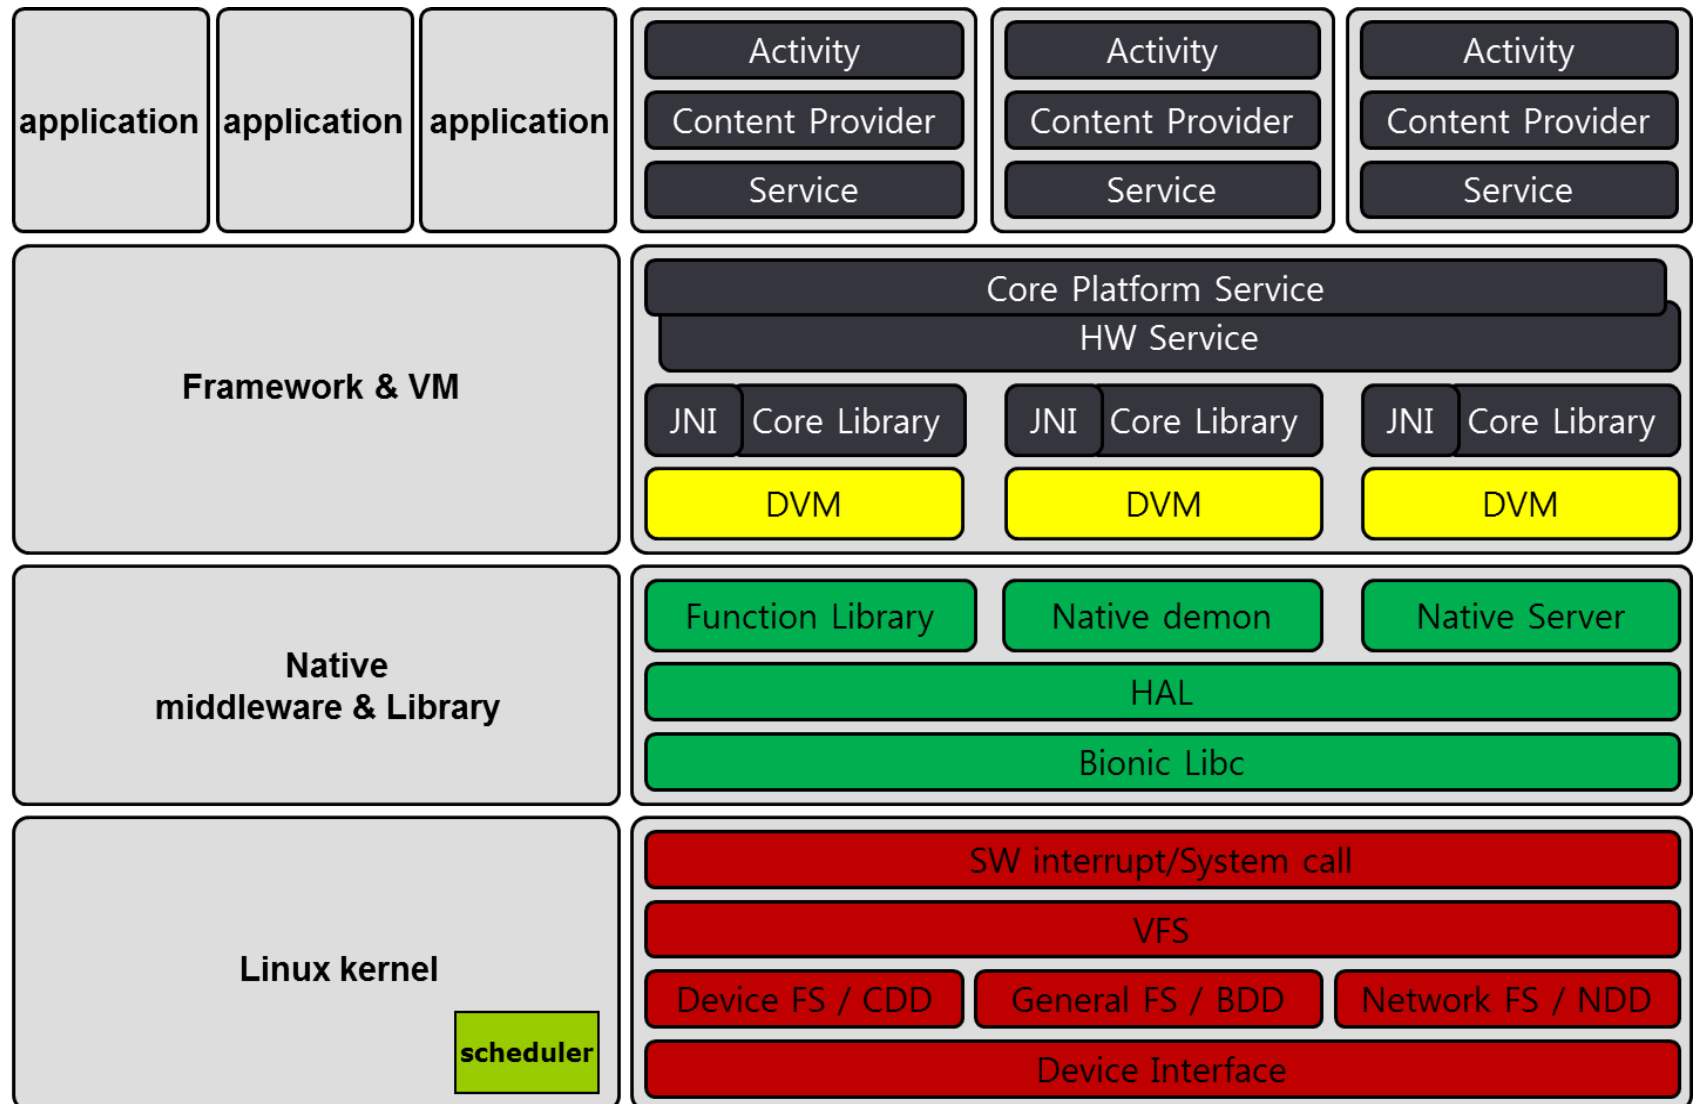 application application application
Activity Activity Activity
Content Provider Content Provider Content Provider
Service Service Service
Framework & VM
Core Platform Service
HW Service
JNI Core Library JNI Core Library JNI Core Library
DVM DVM DVM
Native
middleware & Library
Function Library Native demon Native Server
HAL
Bionic Libc
Linux kernel
scheduler
SW interrupt/System call
VFS
Device FS / CDD General FS / BDD Network FS / NDD
Device Interface